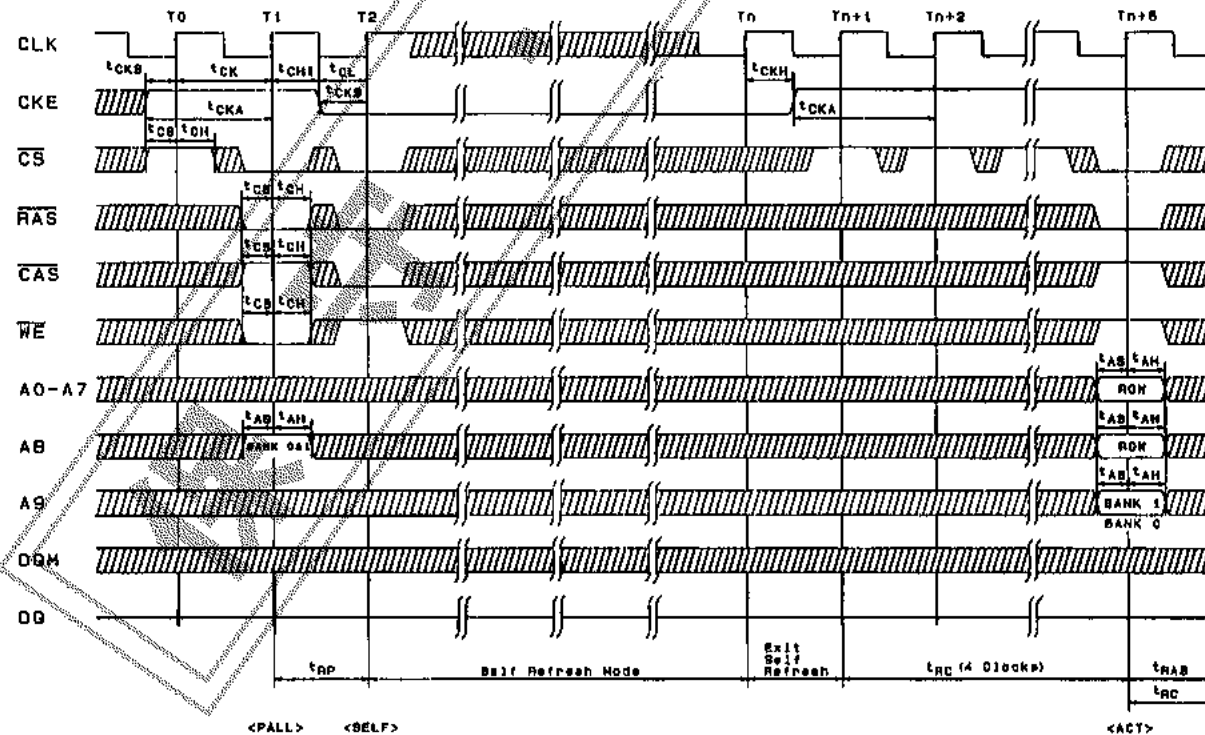 T0 T1 T2 Tn Tn+1 Tn+2 Tn+5
CLK
tCKS tCK tCHI tCL tCKH
CKE
tCKS
tCKA tCKA
tCS tCH
CS
tCS tCH
RAS
tCS tCH
CAS
tCS tCH
WE
tAS tAH
A0-A7 ROW
tAS tAH tAS tAH
A8 BANK 0&1 ROW
tAS tAH
A9 BANK 1
BANK 0
DQM
DQ
Exit
Self
Refresh
tRP Self Refresh Mode tRC (4 Clocks) tRAS
tRC
<PALL> <SELF> <ACT>